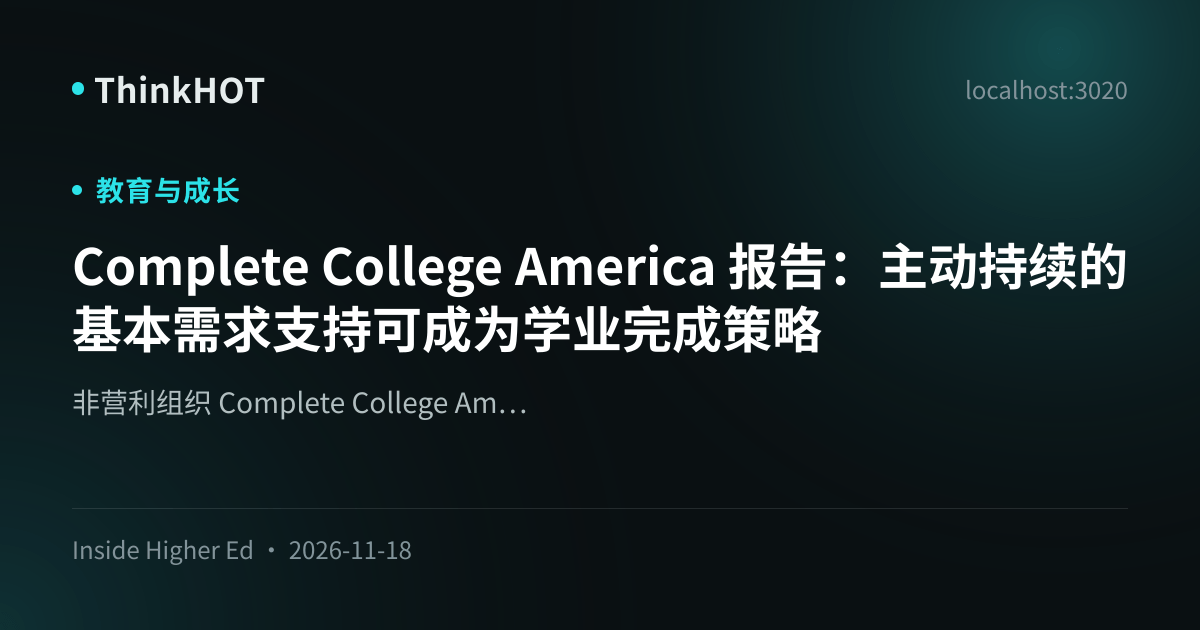 ThinkHOT
localhost:3020
教育与成长
Complete College America 报告：主动持续的
基本需求支持可成为学业完成策略
非营利组织 Complete College Am…
Inside Higher Ed · 2026-11-18